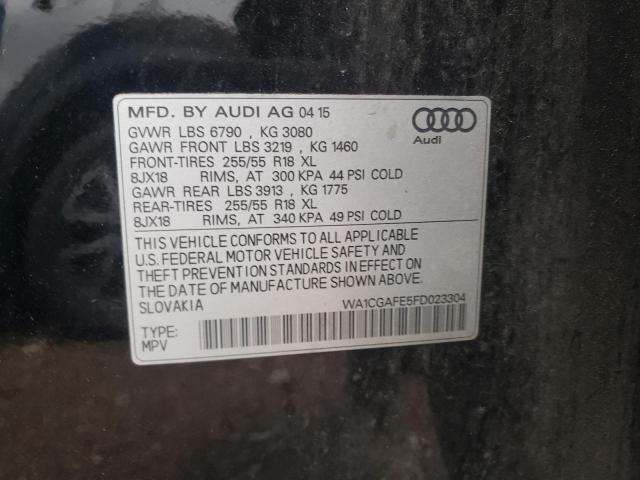 MFD. BY AUDI AG 04 15
GVWR LBS 6790 , KG 3080
GAWR FRONT LBS 3219 , KG 1460
FRONT-TIRES 255/55 R18 XL
8JX18 RIMS, AT 300 KPA 44 PSI COLD
GAWR REAR LBS 3913 , KG 1775
REAR-TIRES 255/55 R18 XL
8JX18 RIMS, AT 340 KPA 49 PSI COLD
Audi
THIS VEHICLE CONFORMS TO ALL APPLICABLE
U.S. FEDERAL MOTOR VEHICLE SAFETY AND
THEFT PREVENTION STANDARDS IN EFFECT ON
THE DATE OF MANUFACTURE SHOWN ABOVE.
SLOVAKIA
WA1CGAFE5FD023304
TYPE:
MPV